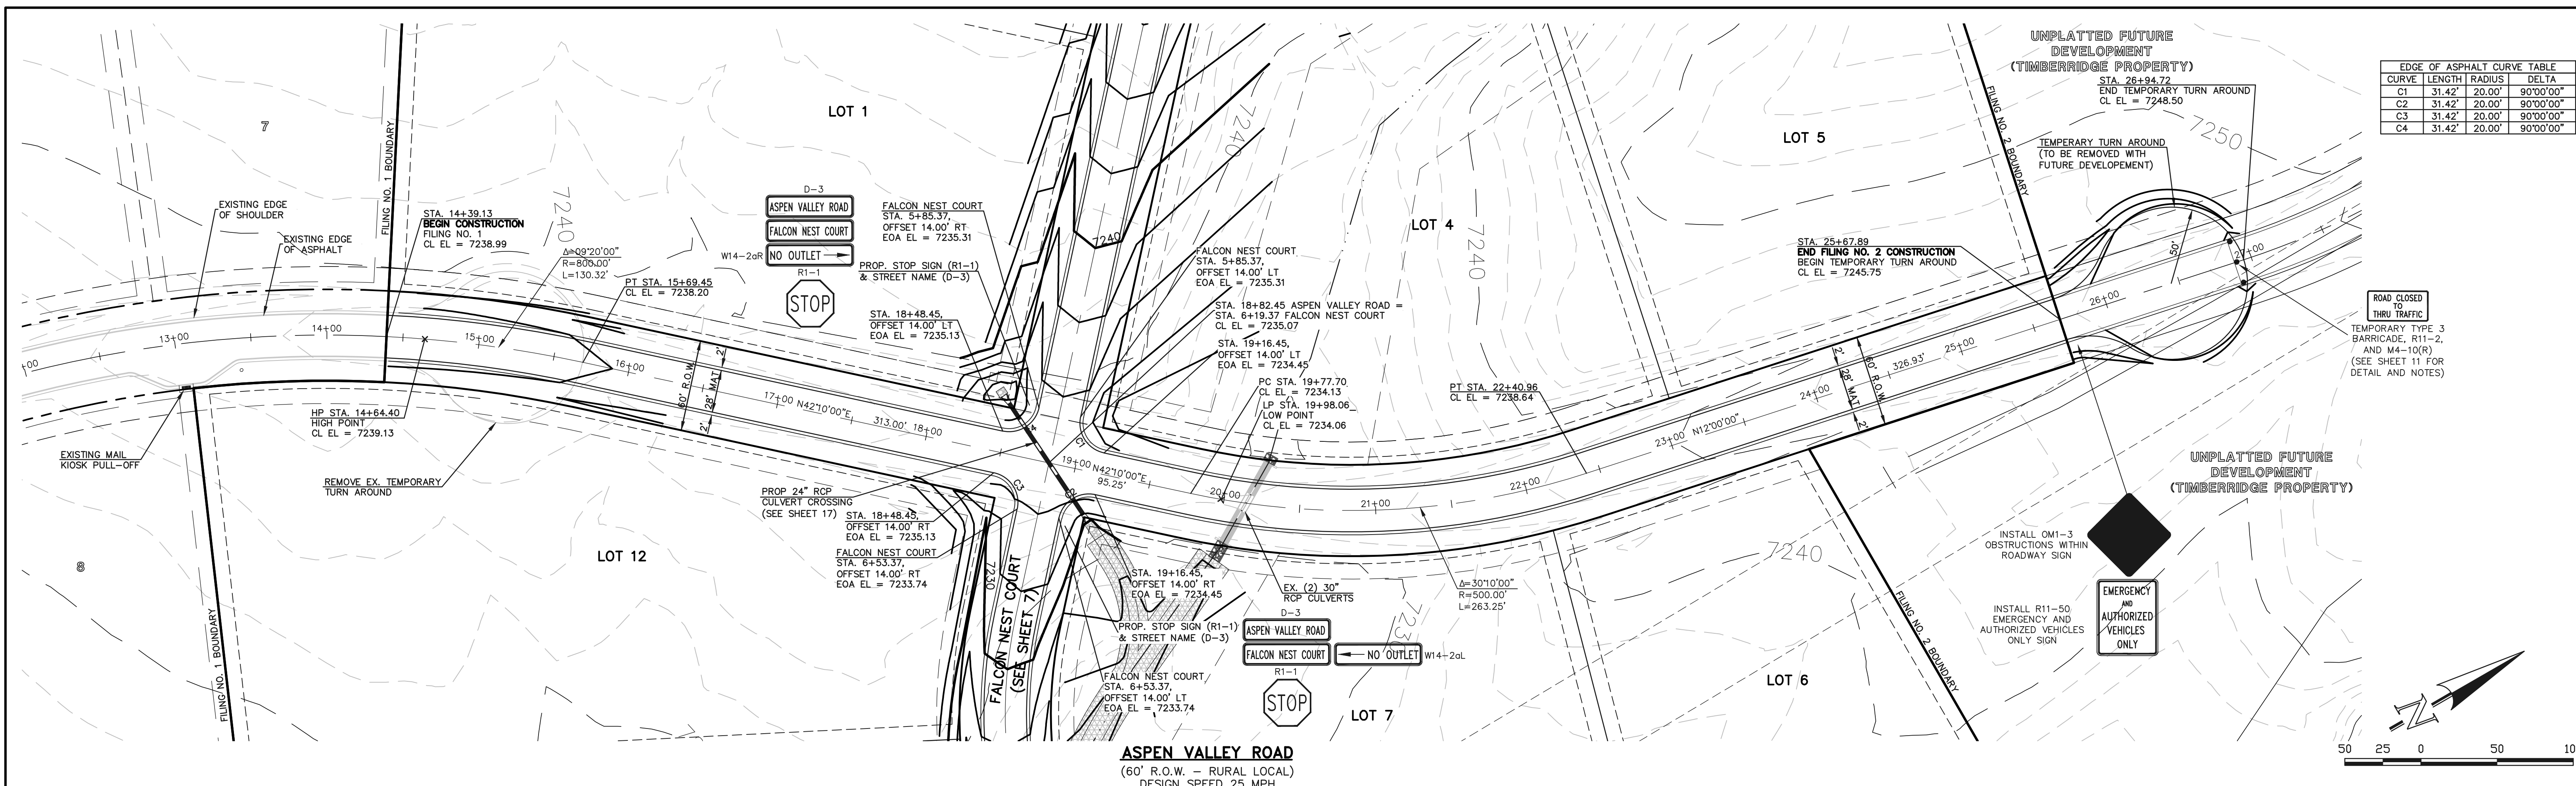 UNPLATTED FUTURE
DEVELOPMENT
(TIMBERRIDGE PROPERTY)
STA. 26+94.72
END TEMPORARY TURN AROUND
CL EL = 7248.50
EDGE OF ASPHALT CURVE TABLE
CURVE LENGTH RADIUS DELTA
C1 31.42' 20.00' 90°00'00"
C2 31.42' 20.00' 90°00'00"
C3 31.42' 20.00' 90°00'00"
C4 31.42' 20.00' 90°00'00"
7
LOT 1
LOT 5
LOT 4
7240
7250
FILING NO. 1 BOUNDARY
FILING NO. 2 BOUNDARY
TEMPERARY TURN AROUND
(TO BE REMOVED WITH
FUTURE DEVELOPEMENT)
EXISTING EDGE
OF SHOULDER
EXISTING EDGE
OF ASPHALT
STA. 14+39.13
BEGIN CONSTRUCTION
FILING NO. 1
CL EL = 7238.99
7240
Δ=09°20'00"
R=800.00'
L=130.32'
PT STA. 15+69.45
CL EL = 7238.20
D-3
ASPEN VALLEY ROAD
FALCON NEST COURT
W14-2aR NO OUTLET
R1-1
STOP
FALCON NEST COURT
STA. 5+85.37,
OFFSET 14.00' RT
EOA EL = 7235.31
PROP. STOP SIGN (R1-1)
& STREET NAME (D-3)
STA. 18+48.45,
OFFSET 14.00' LT
EOA EL = 7235.13
7240
FALCON NEST COURT
STA. 5+85.37,
OFFSET 14.00' LT
EOA EL = 7235.31
STA. 18+82.45 ASPEN VALLEY ROAD =
STA. 6+19.37 FALCON NEST COURT
CL EL = 7235.07
STA. 19+16.45,
OFFSET 14.00' LT
EOA EL = 7234.45
PC STA. 19+77.70
CL EL = 7234.13
LP STA. 19+98.06
LOW POINT
CL EL = 7234.06
7240
PT STA. 22+40.96
CL EL = 7238.64
STA. 25+67.89
END FILING NO. 2 CONSTRUCTION
BEGIN TEMPORARY TURN AROUND
CL EL = 7245.75
50'
ROAD CLOSED
TO
THRU TRAFFIC
TEMPORARY TYPE 3
BARRICADE, R11-2,
AND M4-10(R)
(SEE SHEET 11 FOR
DETAIL AND NOTES)
+00
13+00
14+00
15+00
16+00
17+00 N42°10'00"E
313.00' 18+00
19+00 N42°10'00"E
95.25'
20+00
21+00
22+00
23+00 N12°00'00"
24+00
326.93' 25+00
26+00
27+00
60' R.O.W.
28' MAT
2'
2'
2'
28' MAT
60' R.O.W.
2'
C1
C3
HP STA. 14+64.40
HIGH POINT
CL EL = 7239.13
EXISTING MAIL
KIOSK PULL-OFF
REMOVE EX. TEMPORARY
TURN AROUND
PROP 24" RCP
CULVERT CROSSING
(SEE SHEET 17)
STA. 18+48.45,
OFFSET 14.00' RT
EOA EL = 7235.13
FALCON NEST COURT
STA. 6+53.37,
OFFSET 14.00' RT
EOA EL = 7233.74
LOT 12
8
FILING NO. 1 BOUNDARY
7230
FALCON NEST COURT
(SEE SHEET 7)
STA. 19+16.45,
OFFSET 14.00' RT
EOA EL = 7234.45
PROP. STOP SIGN (R1-1)
& STREET NAME (D-3)
FALCON NEST COURT
STA. 6+53.37,
OFFSET 14.00' LT
EOA EL = 7233.74
EX. (2) 30"
RCP CULVERTS
D-3
ASPEN VALLEY ROAD
FALCON NEST COURT
NO OUTLET W14-2aL
R1-1
STOP
7230
LOT 7
Δ=30°10'00"
R=500.00'
L=263.25'
7240
LOT 6
FILING NO. 2 BOUNDARY
UNPLATTED FUTURE
DEVELOPMENT
(TIMBERRIDGE PROPERTY)
INSTALL OM1-3
OBSTRUCTIONS WITHIN
ROADWAY SIGN
INSTALL R11-50
EMERGENCY AND
AUTHORIZED VEHICLES
ONLY SIGN
EMERGENCY
AND
AUTHORIZED
VEHICLES
ONLY
N
50 25 0 50 10
ASPEN VALLEY ROAD
(60' R.O.W. – RURAL LOCAL)
DESIGN SPEED 25 MPH